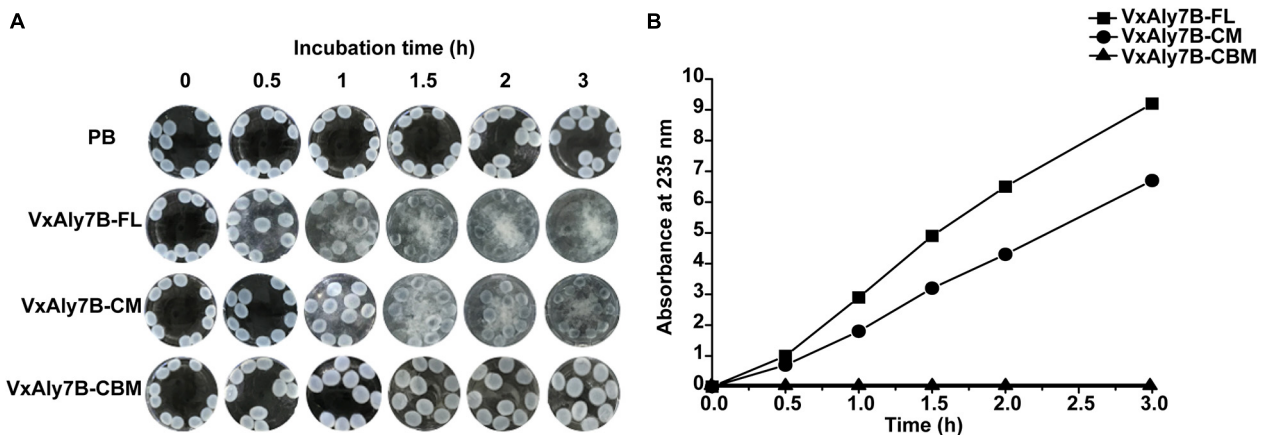 A
Incubation time (h)
0 0.5 1 1.5 2 3
PB
VxAly7B-FL
VxAly7B-CM
VxAly7B-CBM
B
VxAly7B-FL
VxAly7B-CM
VxAly7B-CBM
Absorbance at 235 nm
10
9
8
7
6
5
4
3
2
1
0
0.0 0.5 1.0 1.5 2.0 2.5 3.0
Time (h)